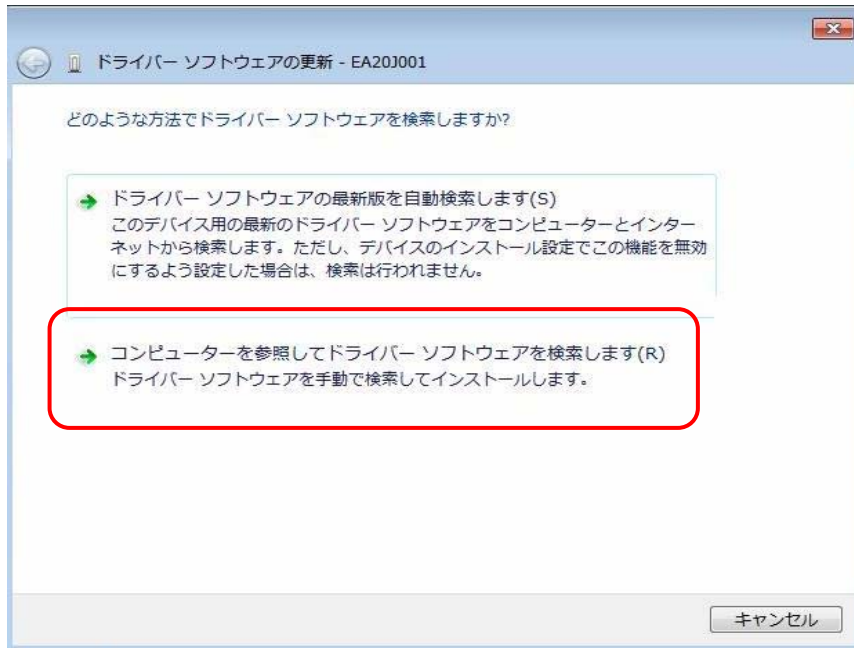 ドライバー ソフトウェアの更新 - EA20J001
どのような方法でドライバー ソフトウェアを検索しますか?
ドライバー ソフトウェアの最新版を自動検索します(S)
このデバイス用の最新のドライバー ソフトウェアをコンピューターとインター
ネットから検索します。ただし、デバイスのインストール設定でこの機能を無効
にするよう設定した場合は、検索は行われません。
コンピューターを参照してドライバー ソフトウェアを検索します(R)
ドライバー ソフトウェアを手動で検索してインストールします。
キャンセル